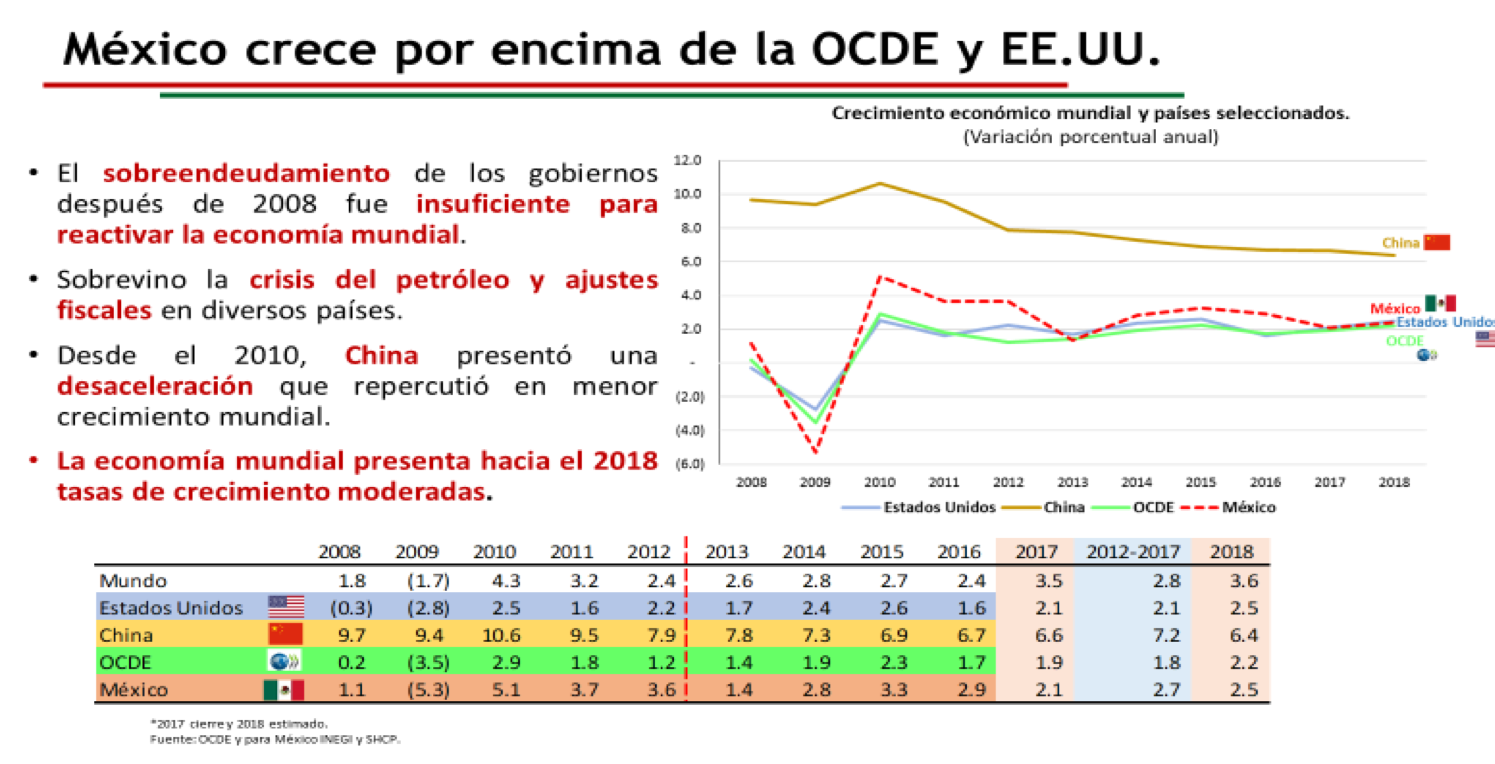 México crece por encima de la OCDE y EE.UU.
• El sobreendeudamiento de los gobiernos
después de 2008 fue insuficiente para
reactivar la economía mundial.
• Sobrevino la crisis del petróleo y ajustes
fiscales en diversos países.
• Desde el 2010, China presentó una
desaceleración que repercutió en menor
crecimiento mundial.
• La economía mundial presenta hacia el 2018
tasas de crecimiento moderadas.
Crecimiento económico mundial y países seleccionados.
(Variación porcentual anual)
12.0
10.0
8.0
6.0
4.0
2.0
-
(2.0)
(4.0)
(6.0)
China
México
Estados Unidos
OCDE
2008 2009 2010 2011 2012 2013 2014 2015 2016 2017 2018
Estados Unidos China OCDE México
2008 2009 2010 2011 2012 2013 2014 2015 2016 2017 2012-2017 2018
Mundo 1.8 (1.7) 4.3 3.2 2.4 2.6 2.8 2.7 2.4 3.5 2.8 3.6
Estados Unidos (0.3) (2.8) 2.5 1.6 2.2 1.7 2.4 2.6 1.6 2.1 2.1 2.5
China 9.7 9.4 10.6 9.5 7.9 7.8 7.3 6.9 6.7 6.6 7.2 6.4
OCDE 0.2 (3.5) 2.9 1.8 1.2 1.4 1.9 2.3 1.7 1.9 1.8 2.2
México 1.1 (5.3) 5.1 3.7 3.6 1.4 2.8 3.3 2.9 2.1 2.7 2.5
*2017 cierre y 2018 estimado.
Fuente: OCDE y para México INEGI y SHCP.